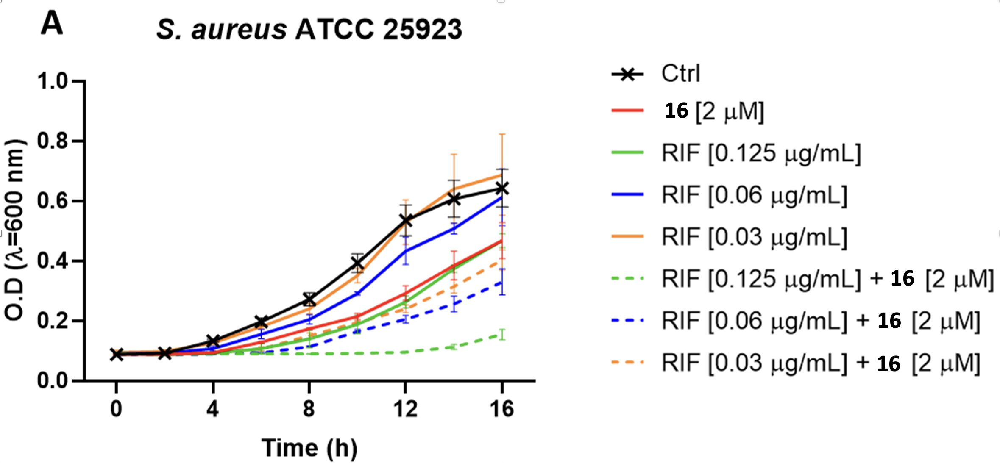 A
S. aureus ATCC 25923
1.0
0.8
0.6
0.4
0.2
0.0
O.D (λ=600 nm)
0 4 8 12 16
Time (h)
Ctrl
16 [2 μM]
RIF [0.125 μg/mL]
RIF [0.06 μg/mL]
RIF [0.03 μg/mL]
RIF [0.125 μg/mL] + 16 [2 μM]
RIF [0.06 μg/mL] + 16 [2 μM]
RIF [0.03 μg/mL] + 16 [2 μM]